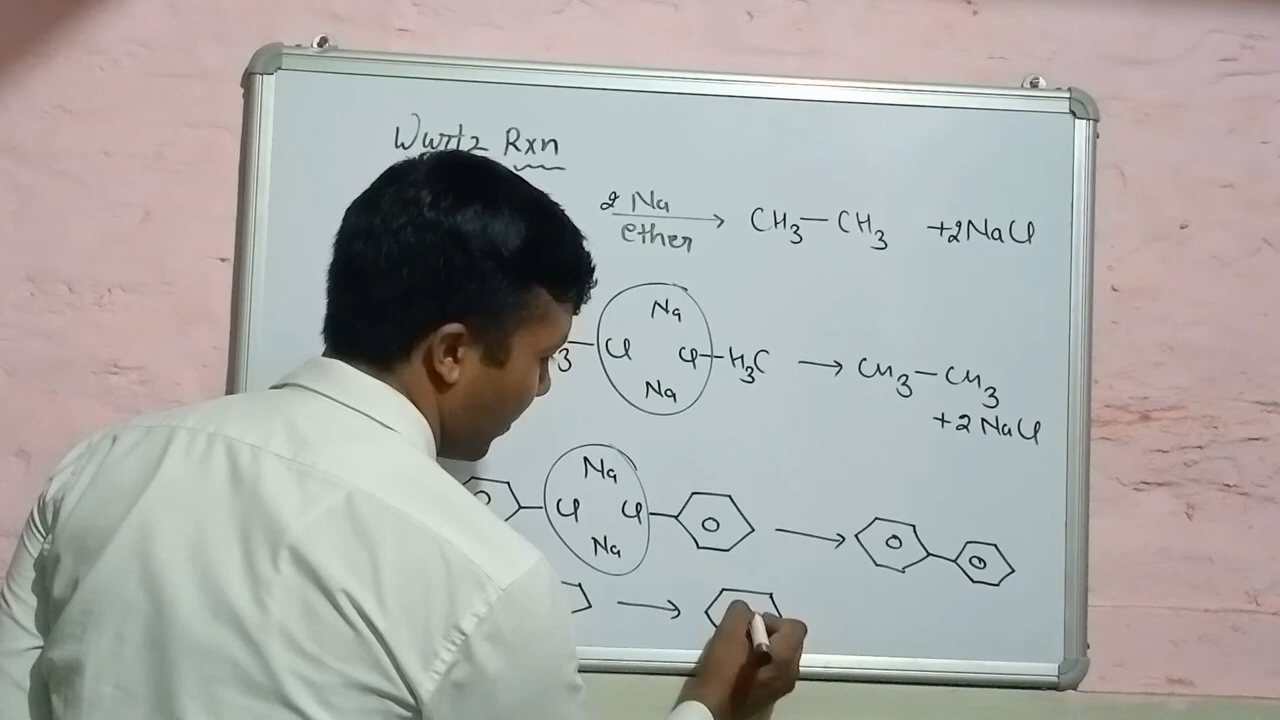 Wurtz Rxn
2 Na
ether
CH3—CH3 +2NaCl
Na
3—Cl Cl—H3C → CH3—CH3
Na
+2 NaCl
Na
Cl Cl
Na